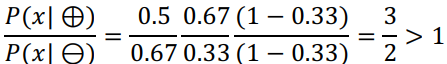 P(x| ⊕) / P(x| ⊖) = 0.5 / 0.67 0.67 / 0.33 (1 − 0.33) / (1 − 0.33) = 3 / 2 > 1